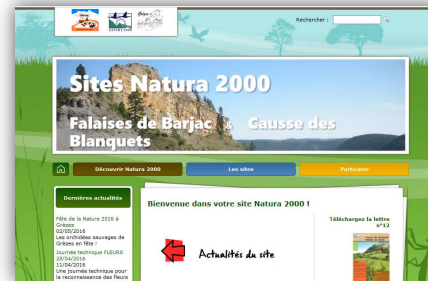 Rechercher :
Sites Natura 2000
Falaises de Barjac & Causse des
Blanquets
Découvrir Natura 2000
Les sites
Participer
Dernières actualités
Fête de la Nature 2016 à
Grèzes
02/05/2016
Les orchidées sauvages de
Grèzes en fête !
Journée technique FLEURS
28/04/2016
11/04/2016
Une journée technique pour
la reconnaissance des fleurs
Bienvenue dans votre site Natura 2000 !
Actualités du site
Téléchargez la lettre
n°12